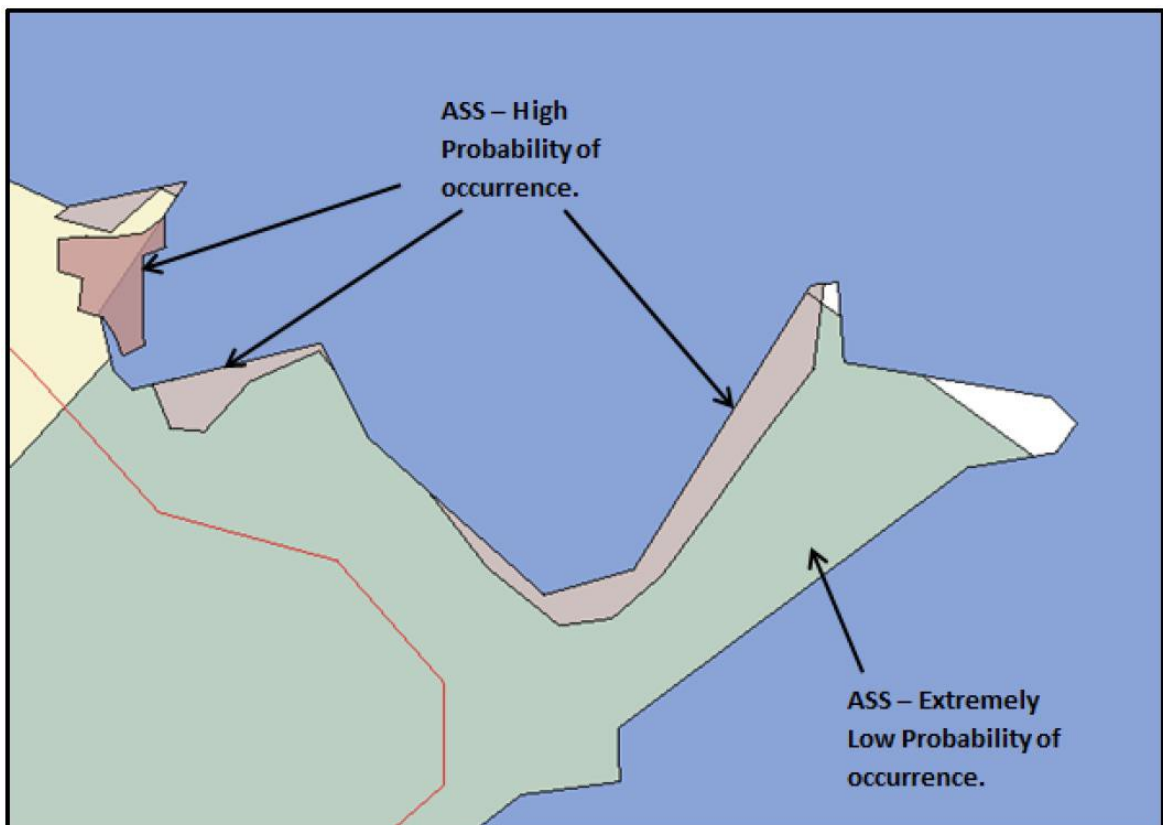 ASS – High
Probability of
occurrence.
ASS – Extremely
Low Probability of
occurrence.